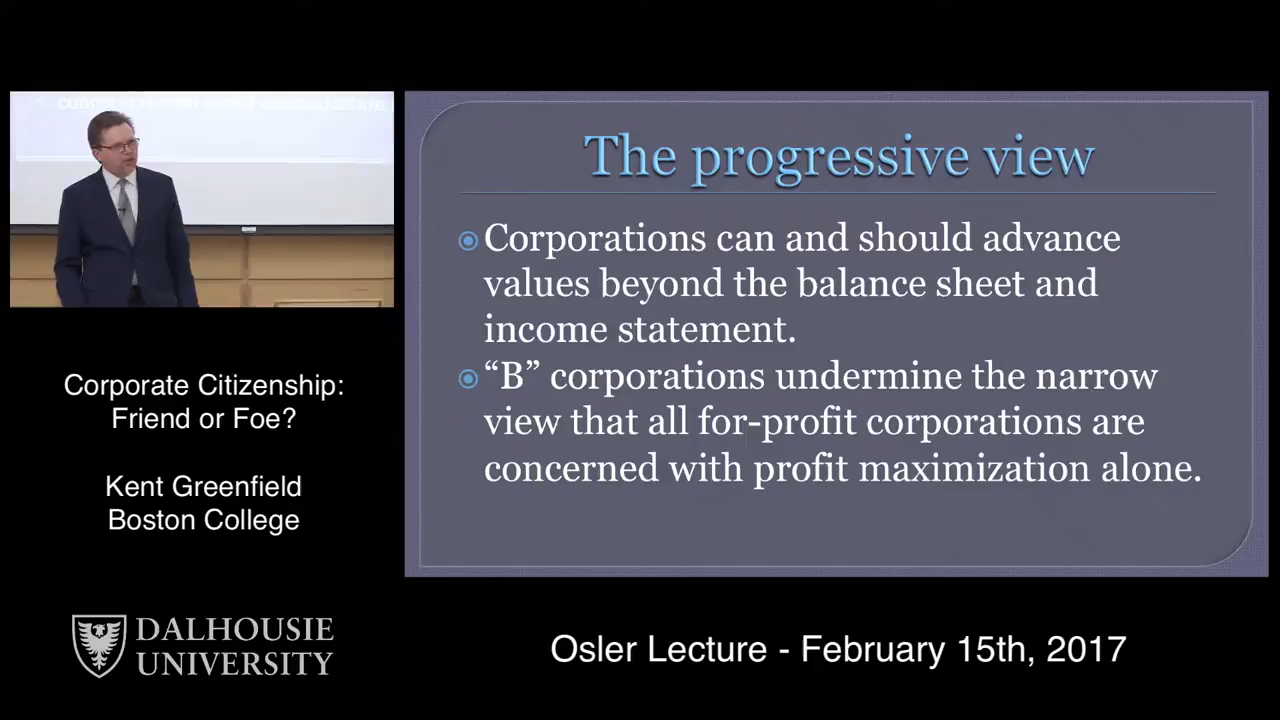 The progressive view
Corporations can and should advance
values beyond the balance sheet and
income statement.
“B” corporations undermine the narrow
view that all for-profit corporations are
concerned with profit maximization alone.
Corporate Citizenship:
Friend or Foe?
Kent Greenfield
Boston College
DALHOUSIE
UNIVERSITY
Osler Lecture - February 15th, 2017